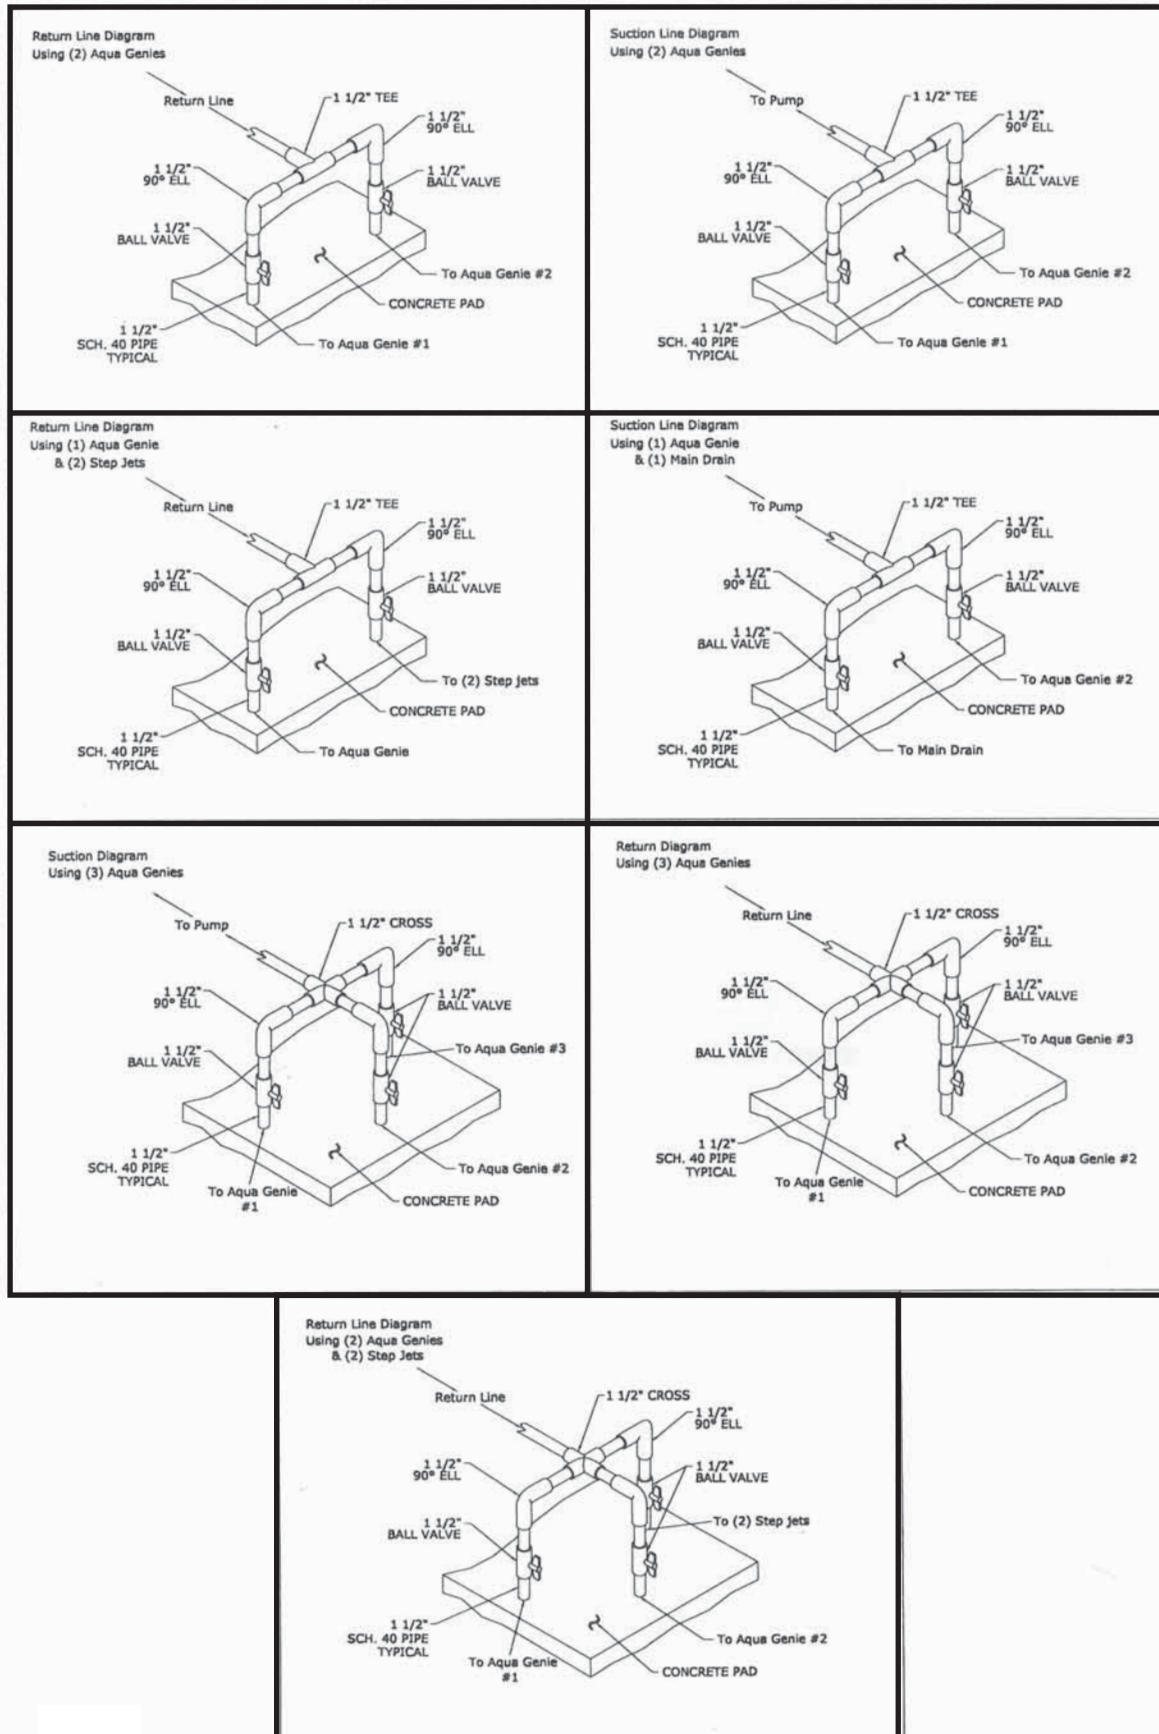 Return Line Diagram
Using (2) Aqua Genies
Return Line
1 1/2" TEE
1 1/2"
90° ELL
1 1/2"
90° ELL
1 1/2"
BALL VALVE
1 1/2"
BALL VALVE
To Aqua Genie #2
CONCRETE PAD
1 1/2"
SCH. 40 PIPE
TYPICAL
To Aqua Genie #1
Suction Line Diagram
Using (2) Aqua Genies
To Pump
1 1/2" TEE
1 1/2"
90° ELL
1 1/2"
90° ELL
1 1/2"
BALL VALVE
1 1/2"
BALL VALVE
To Aqua Genie #2
CONCRETE PAD
1 1/2"
SCH. 40 PIPE
TYPICAL
To Aqua Genie #1
Return Line Diagram
Using (1) Aqua Genie
& (2) Step Jets
Return Line
1 1/2" TEE
1 1/2"
90° ELL
1 1/2"
90° ELL
1 1/2"
BALL VALVE
1 1/2"
BALL VALVE
To (2) Step jets
CONCRETE PAD
1 1/2"
SCH. 40 PIPE
TYPICAL
To Aqua Genie
Suction Line Diagram
Using (1) Aqua Genie
& (1) Main Drain
To Pump
1 1/2" TEE
1 1/2"
90° ELL
1 1/2"
90° ELL
1 1/2"
BALL VALVE
1 1/2"
BALL VALVE
To Aqua Genie #2
CONCRETE PAD
1 1/2"
SCH. 40 PIPE
TYPICAL
To Main Drain
Suction Diagram
Using (3) Aqua Genies
To Pump
1 1/2" CROSS
1 1/2"
90° ELL
1 1/2"
90° ELL
1 1/2"
BALL VALVE
1 1/2"
BALL VALVE
To Aqua Genie #3
1 1/2"
SCH. 40 PIPE
TYPICAL
To Aqua Genie #2
To Aqua Genie
#1
CONCRETE PAD
Return Diagram
Using (3) Aqua Genies
Return Line
1 1/2" CROSS
1 1/2"
90° ELL
1 1/2"
90° ELL
1 1/2"
BALL VALVE
1 1/2"
BALL VALVE
To Aqua Genie #3
1 1/2"
SCH. 40 PIPE
TYPICAL
To Aqua Genie #2
To Aqua Genie
#1
CONCRETE PAD
Return Line Diagram
Using (2) Aqua Genies
& (2) Step Jets
Return Line
1 1/2" CROSS
1 1/2"
90° ELL
1 1/2"
90° ELL
1 1/2"
BALL VALVE
1 1/2"
BALL VALVE
To (2) Step jets
1 1/2"
SCH. 40 PIPE
TYPICAL
To Aqua Genie #2
To Aqua Genie
#1
CONCRETE PAD